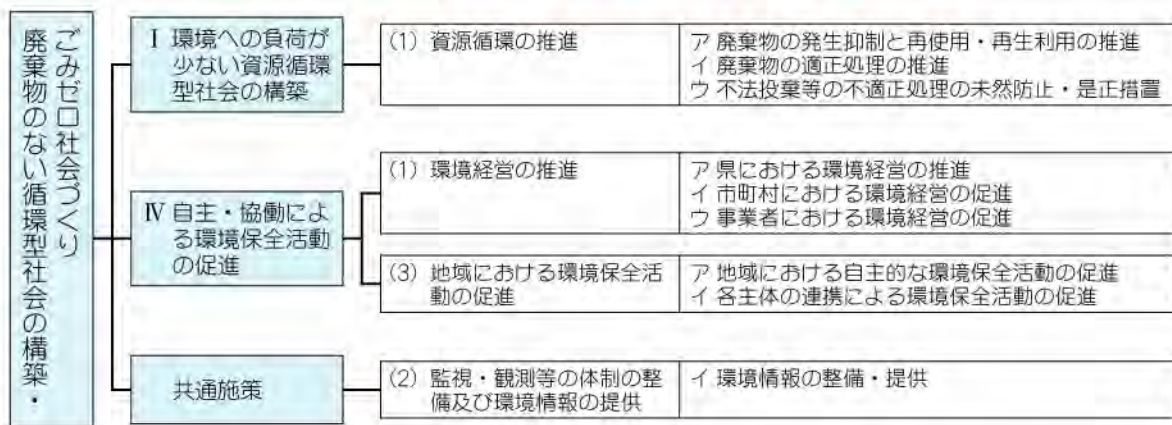 廃棄物のない循環型社会の構築・
ごみゼロ社会づくり
Ⅰ 環境への負荷が
少ない資源循環
型社会の構築
(1) 資源循環の推進
ア 廃棄物の発生抑制と再使用・再生利用の推進
イ 廃棄物の適正処理の推進
ウ 不法投棄等の不適正処理の未然防止・是正措置
Ⅳ 自主・協働によ
る環境保全活動
の促進
(1) 環境経営の推進
ア 県における環境経営の推進
イ 市町村における環境経営の促進
ウ 事業者における環境経営の促進
(3) 地域における環境保全活
動の促進
ア 地域における自主的な環境保全活動の促進
イ 各主体の連携による環境保全活動の促進
共通施策
(2) 監視・観測等の体制の整
備及び環境情報の提供
イ 環境情報の整備・提供